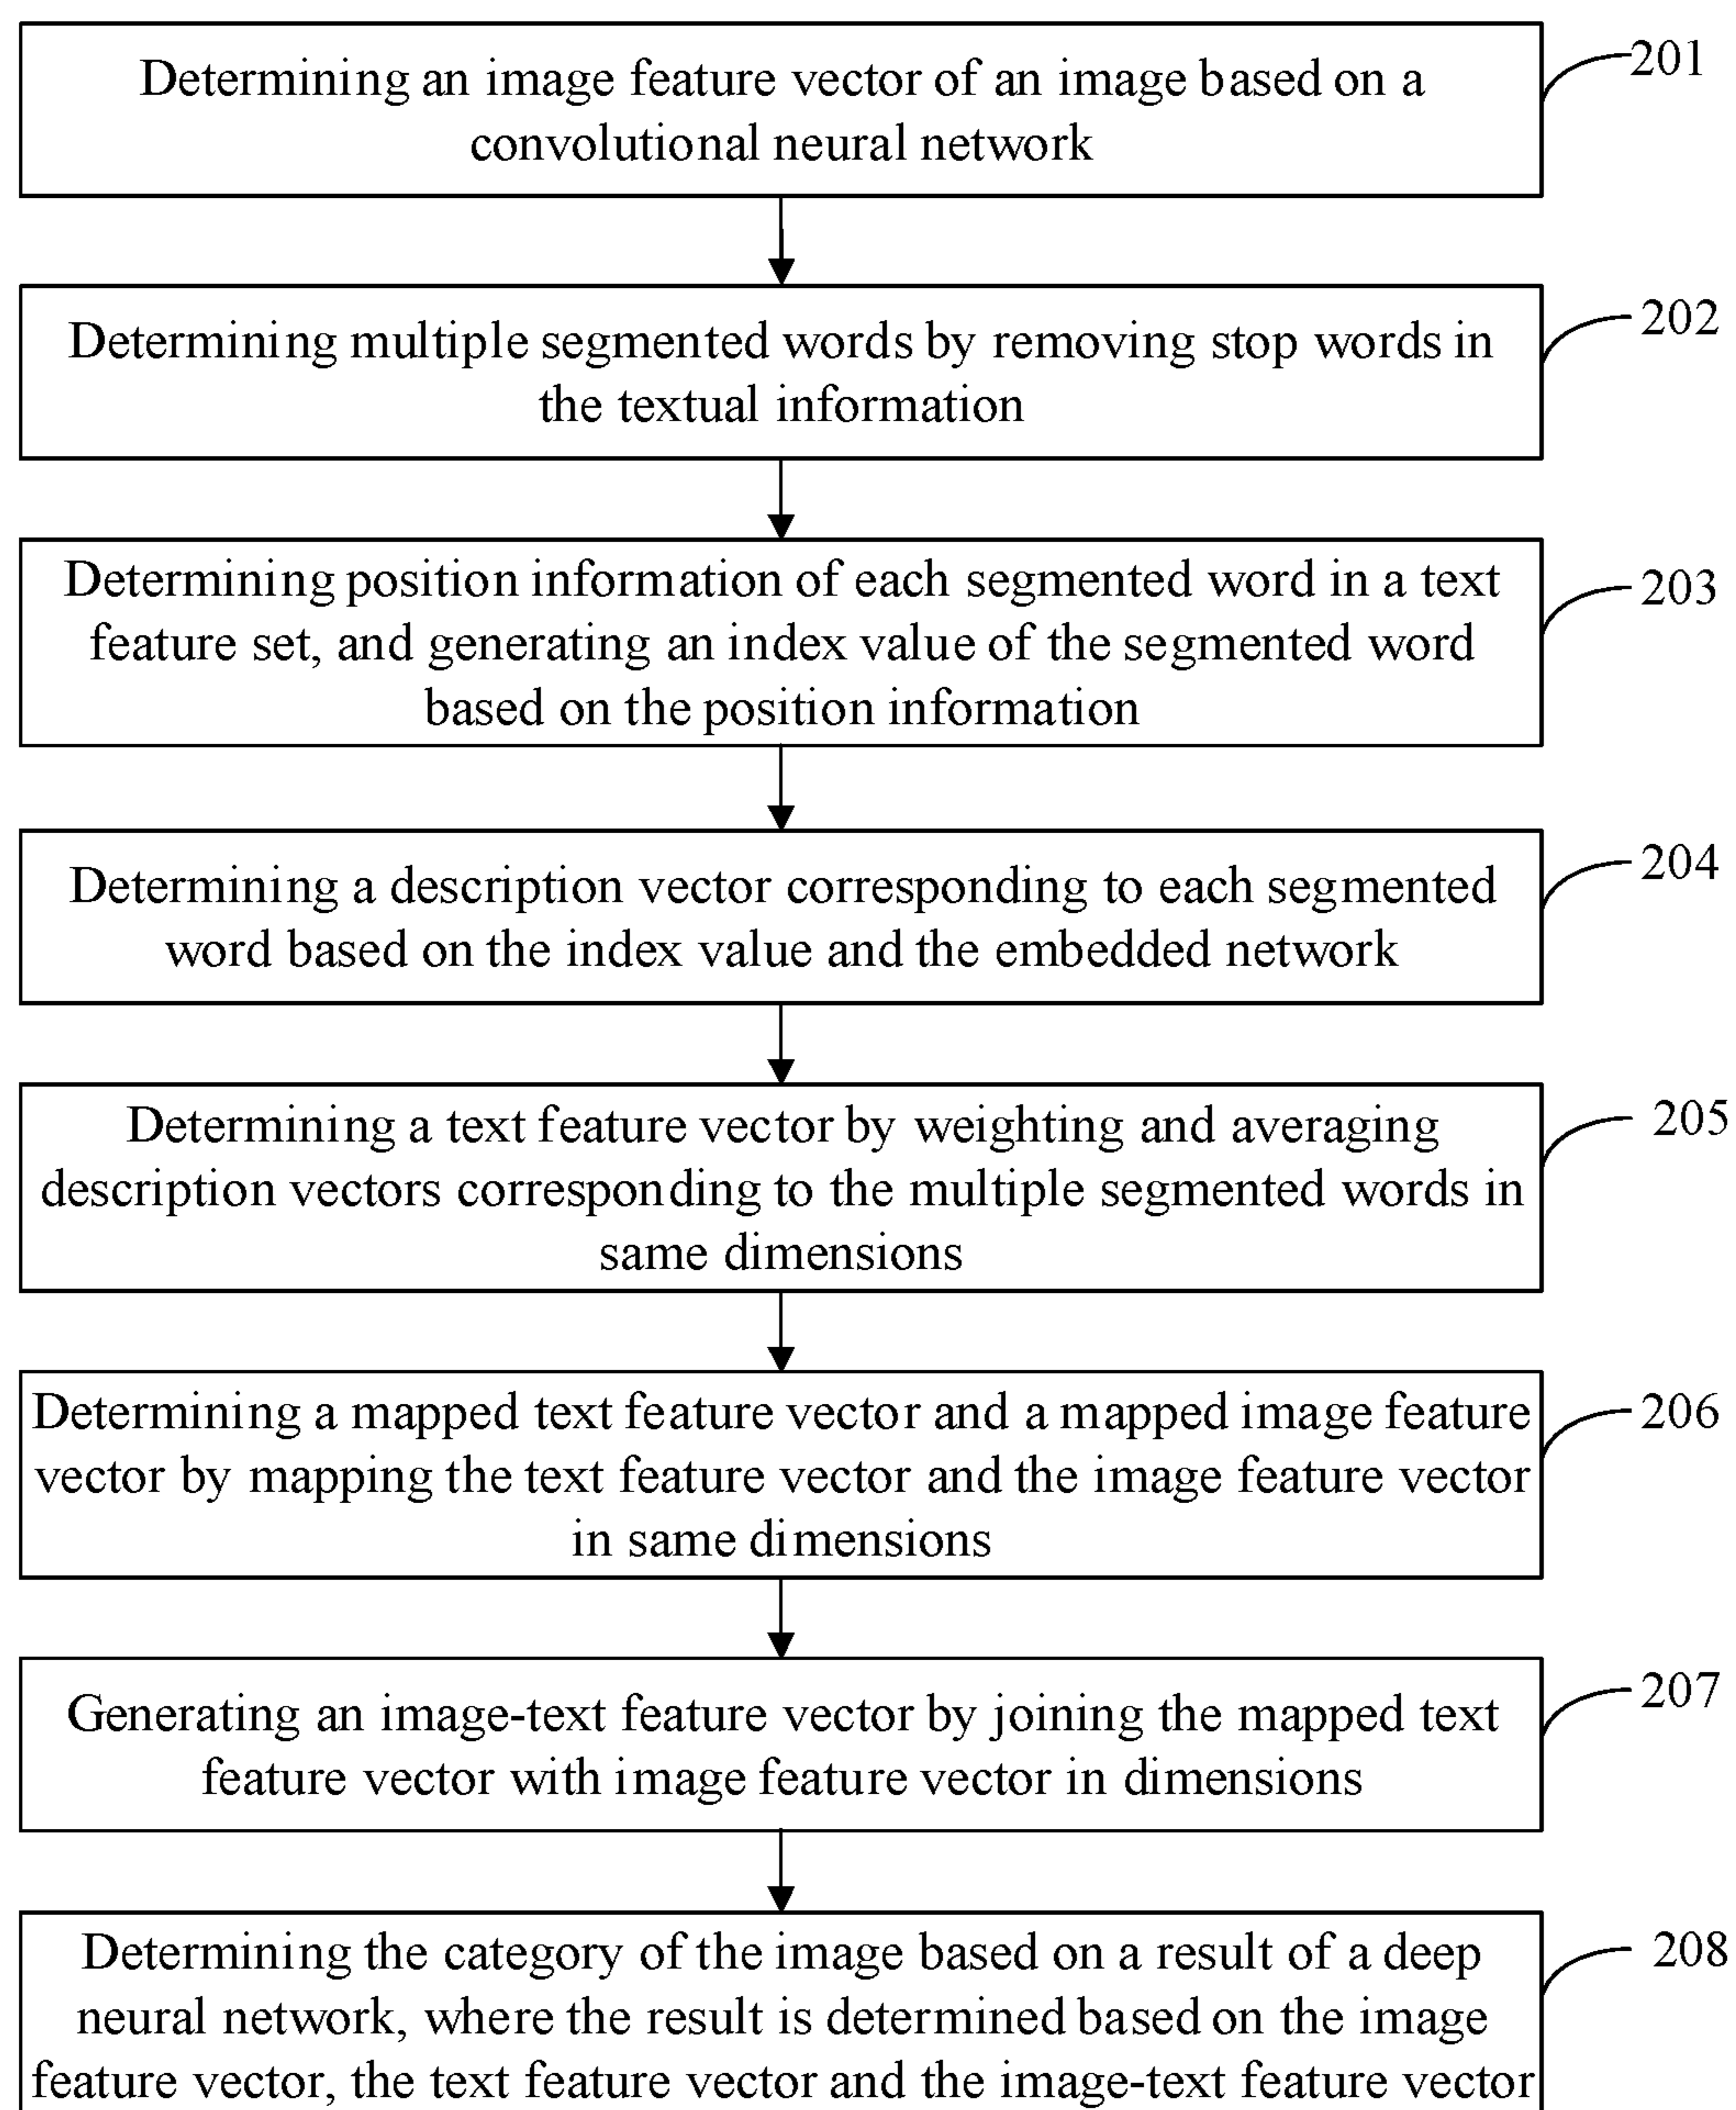 Determining an image feature vector of an image based on a
convolutional neural network
201
Determining multiple segmented words by removing stop words in
the textual information
202
Determining position information of each segmented word in a text
feature set, and generating an index value of the segmented word
based on the position information
203
Determining a description vector corresponding to each segmented
word based on the index value and the embedded network
204
Determining a text feature vector by weighting and averaging
description vectors corresponding to the multiple segmented words in
same dimensions
205
Determining a mapped text feature vector and a mapped image feature
vector by mapping the text feature vector and the image feature vector
in same dimensions
206
Generating an image-text feature vector by joining the mapped text
feature vector with image feature vector in dimensions
207
Determining the category of the image based on a result of a deep
neural network, where the result is determined based on the image
feature vector, the text feature vector and the image-text feature vector
208